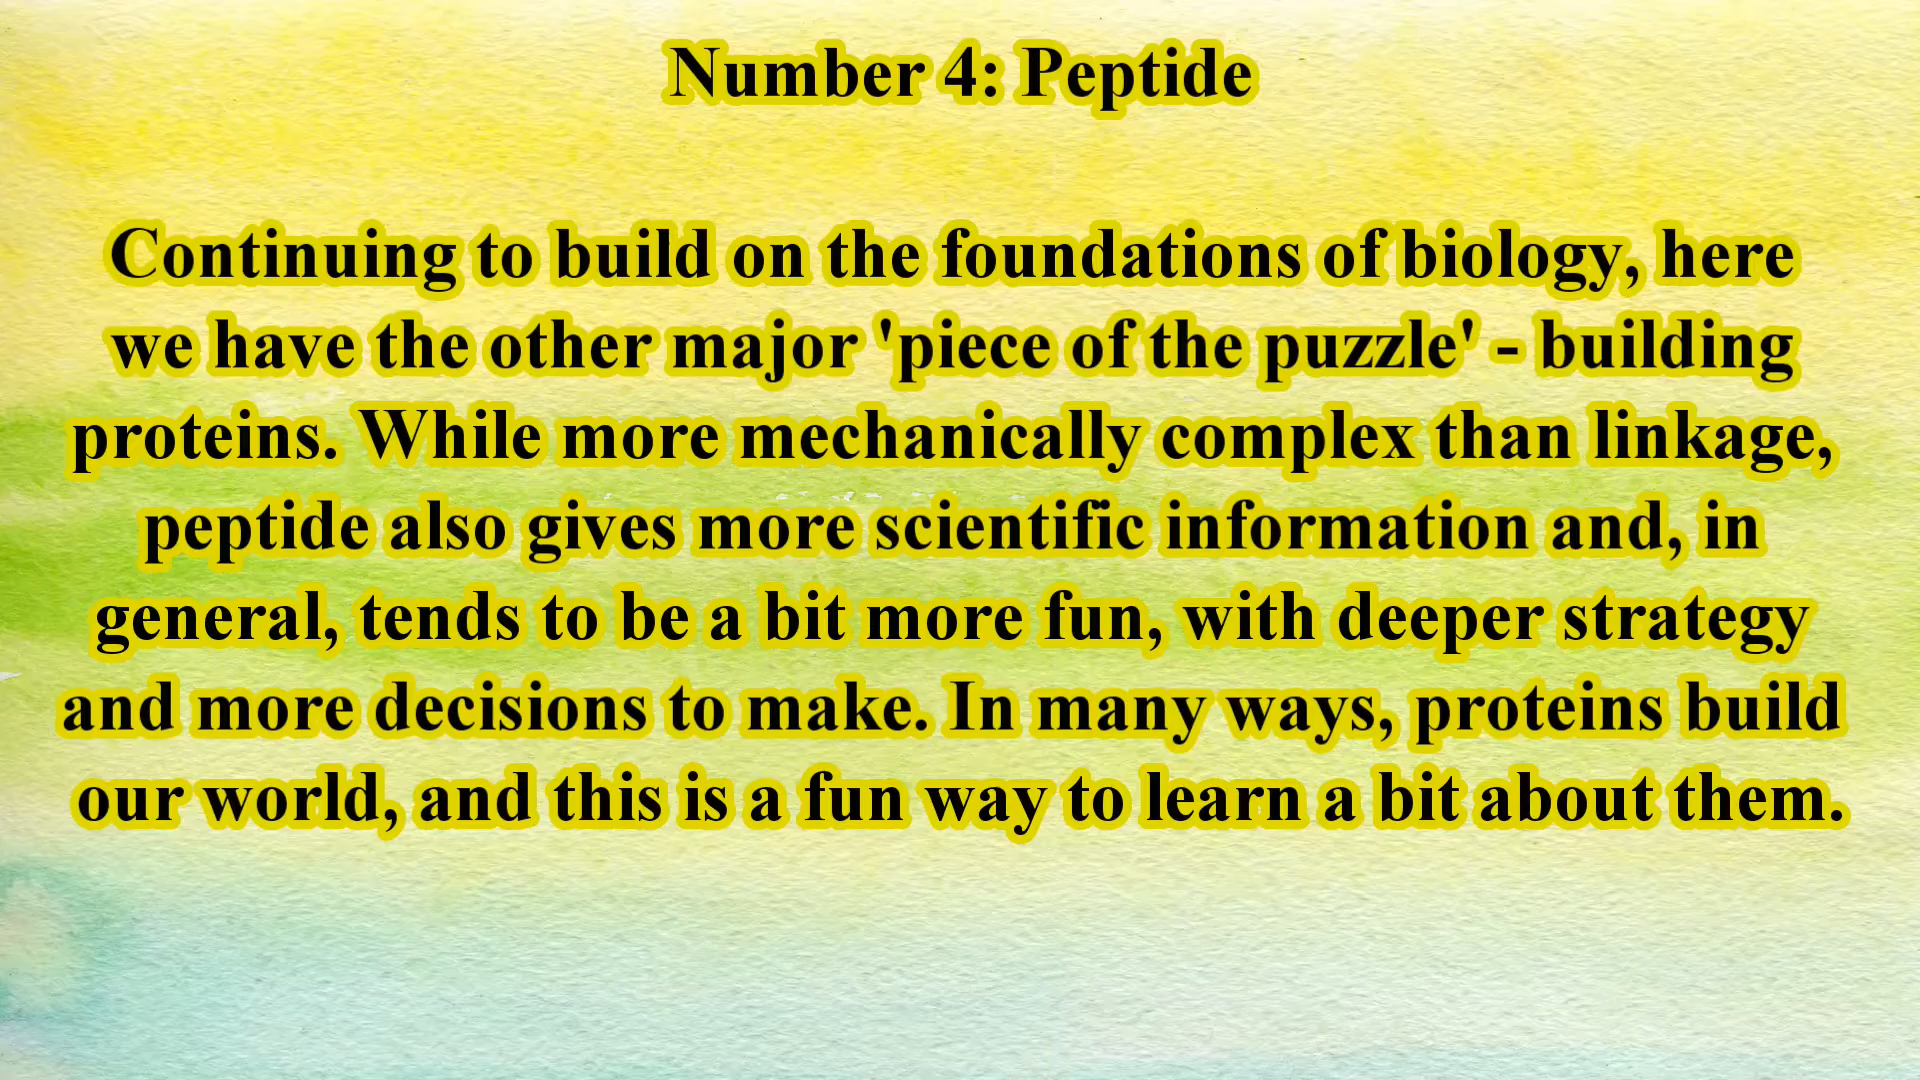 Number 4: Peptide
Continuing to build on the foundations of biology, here
we have the other major 'piece of the puzzle' - building
proteins. While more mechanically complex than linkage,
peptide also gives more scientific information and, in
general, tends to be a bit more fun, with deeper strategy
and more decisions to make. In many ways, proteins build
our world, and this is a fun way to learn a bit about them.